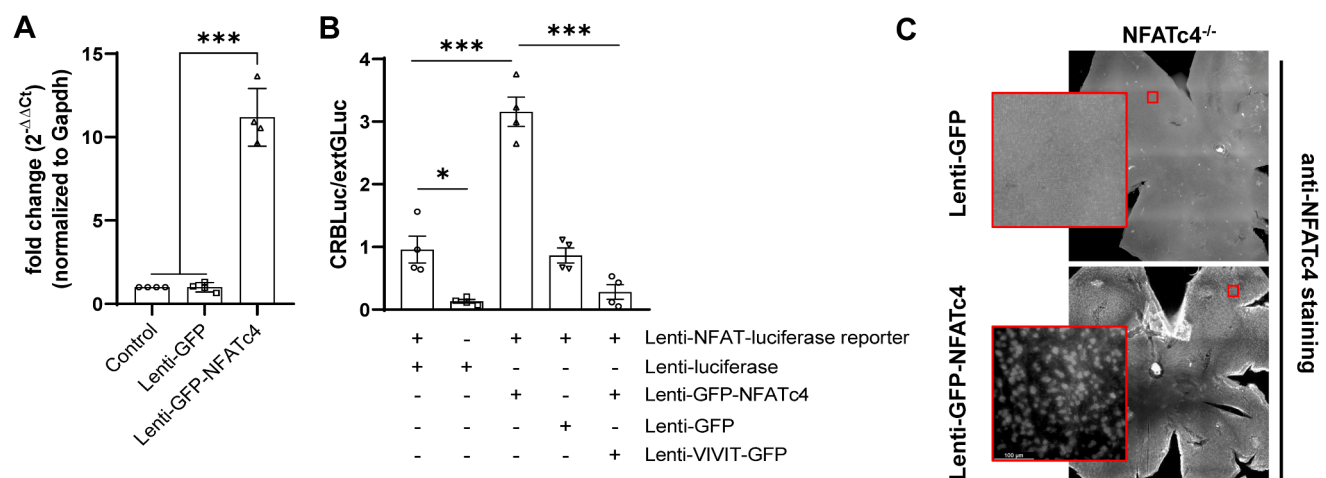 A
***
fold change (2-ΔΔCt)
(normalized to Gapdh)
15
10
5
0
Control
Lenti-GFP
Lenti-GFP-NFATc4
B
*** ***
*
CRBLuc/extGLuc
4
3
2
1
0
+ - + + + Lenti-NFAT-luciferase reporter
+ + - - - Lenti-luciferase
- - + - + Lenti-GFP-NFATc4
- - - + - Lenti-GFP
- - - - + Lenti-VIVIT-GFP
C
NFATc4-/-
Lenti-GFP
Lenti-GFP-NFATc4
100 µm
anti-NFATc4 staining